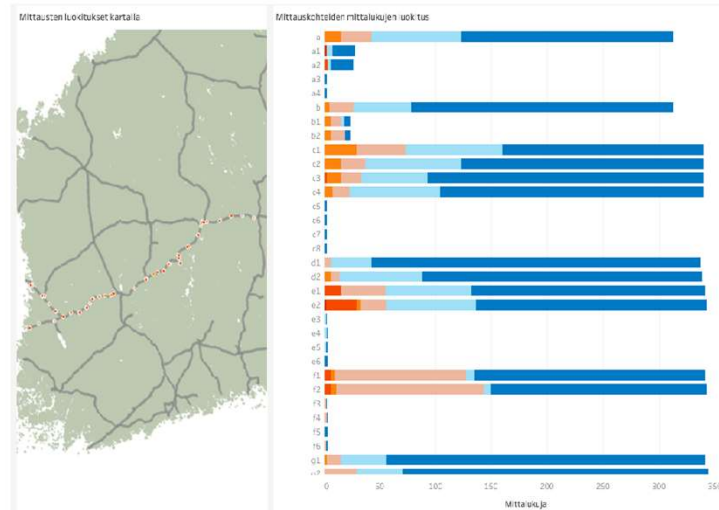 Mittausten luokitukset kartalla
Mittauskohteiden mittalukujen luokitus
a
a1
a2
a3
a4
b
b1
b2
c1
c2
c3
c4
c5
c6
c7
c8
d1
d2
e1
e2
e3
e4
e5
e6
f1
f2
f3
f4
f5
f6
g1
0 50 100 150 200 250 300 350
Mittalukuja